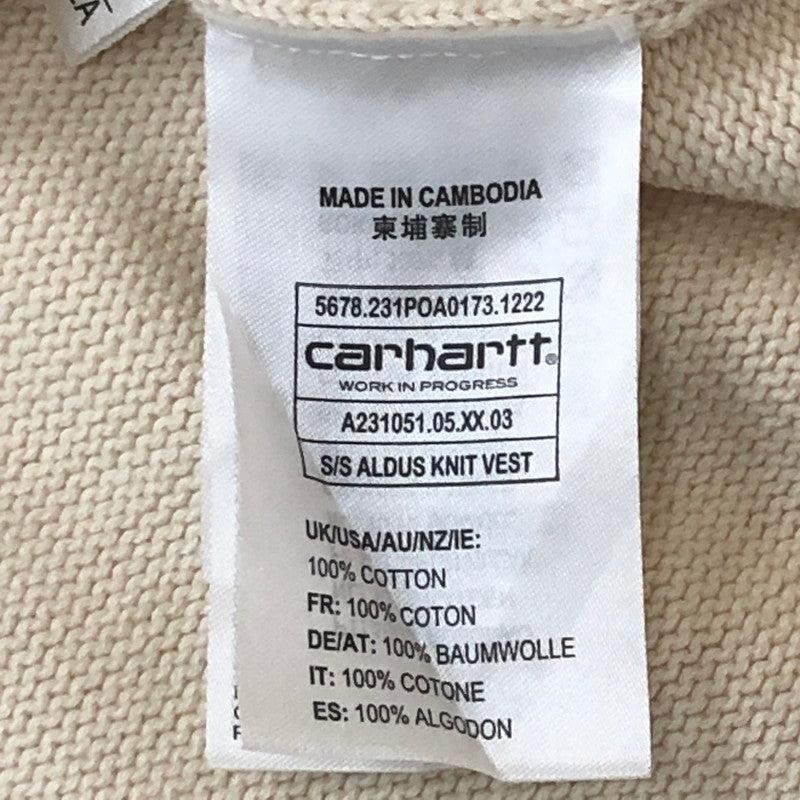 MADE IN CAMBODIA
柬埔寨制
5678.231POA0173.1222
carhartt®
WORK IN PROGRESS
A231051.05.XX.03
S/S ALDUS KNIT VEST
UK/USA/AU/NZ/IE:
100% COTTON
FR: 100% COTON
DE/AT: 100% BAUMWOLLE
IT: 100% COTONE
ES: 100% ALGODON